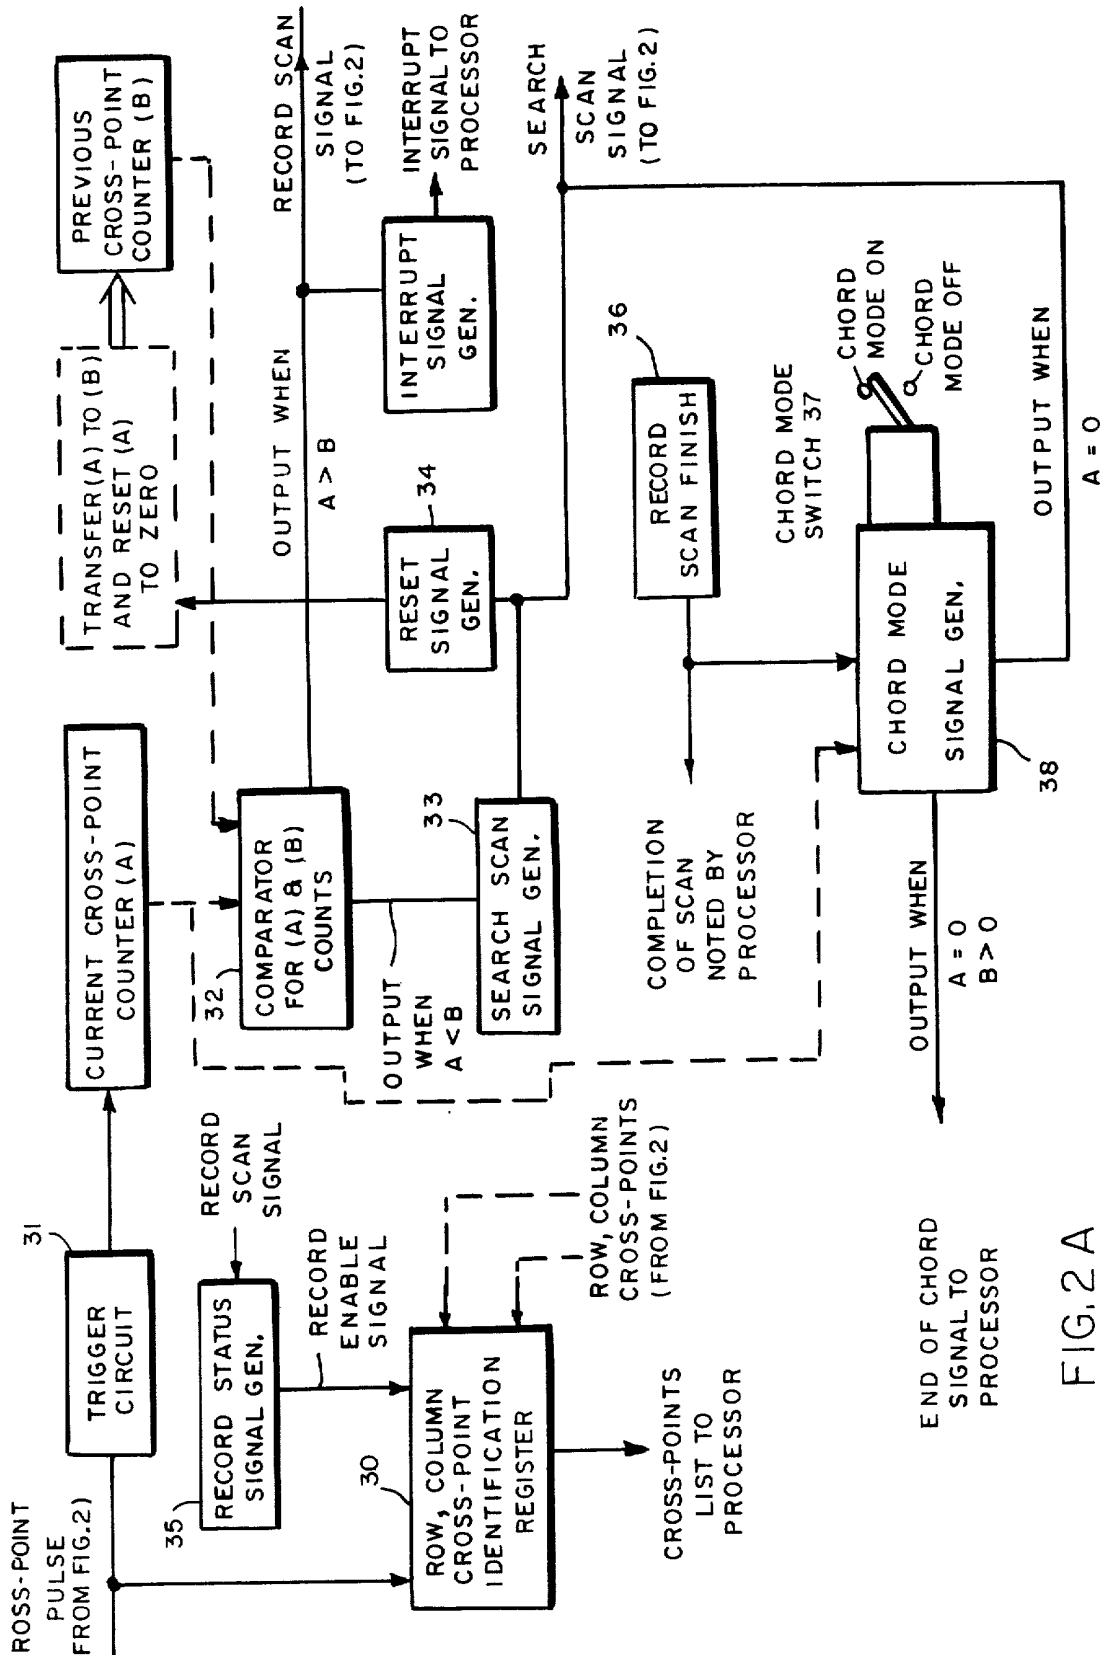 ROSS-POINT
PULSE
FROM FIG.2)
31
TRIGGER
CIRCUIT
CURRENT CROSS-POINT
COUNTER (A)
TRANSFER (A) TO (B)
AND RESET (A)
TO ZERO
PREVIOUS
CROSS-POINT
COUNTER (B)
35
RECORD STATUS
SIGNAL GEN.
RECORD
SCAN
SIGNAL
RECORD
ENABLE
SIGNAL
32
COMPARATOR
FOR (A) & (B)
COUNTS
OUTPUT WHEN
A > B
RECORD SCAN
SIGNAL
(TO FIG.2)
30
ROW, COLUMN
CROSS-POINT
IDENTIFICATION
REGISTER
ROW, COLUMN
CROSS-POINTS
(FROM FIG.2)
CROSS-POINTS
LIST TO
PROCESSOR
OUTPUT
WHEN
A < B
33
SEARCH SCAN
SIGNAL GEN.
34
RESET
SIGNAL
GEN.
INTERRUPT
SIGNAL
GEN.
INTERRUPT
SIGNAL TO
PROCESSOR
SEARCH
SCAN
SIGNAL
(TO FIG.2)
36
RECORD
SCAN FINISH
COMPLETION
OF SCAN
NOTED BY
PROCESSOR
CHORD MODE
SWITCH 37
CHORD
MODE ON
CHORD
MODE OFF
CHORD MODE
SIGNAL GEN.
38
OUTPUT WHEN
A = 0
B > 0
OUTPUT WHEN
A = 0
END OF CHORD
SIGNAL TO
PROCESSOR
FIG. 2A